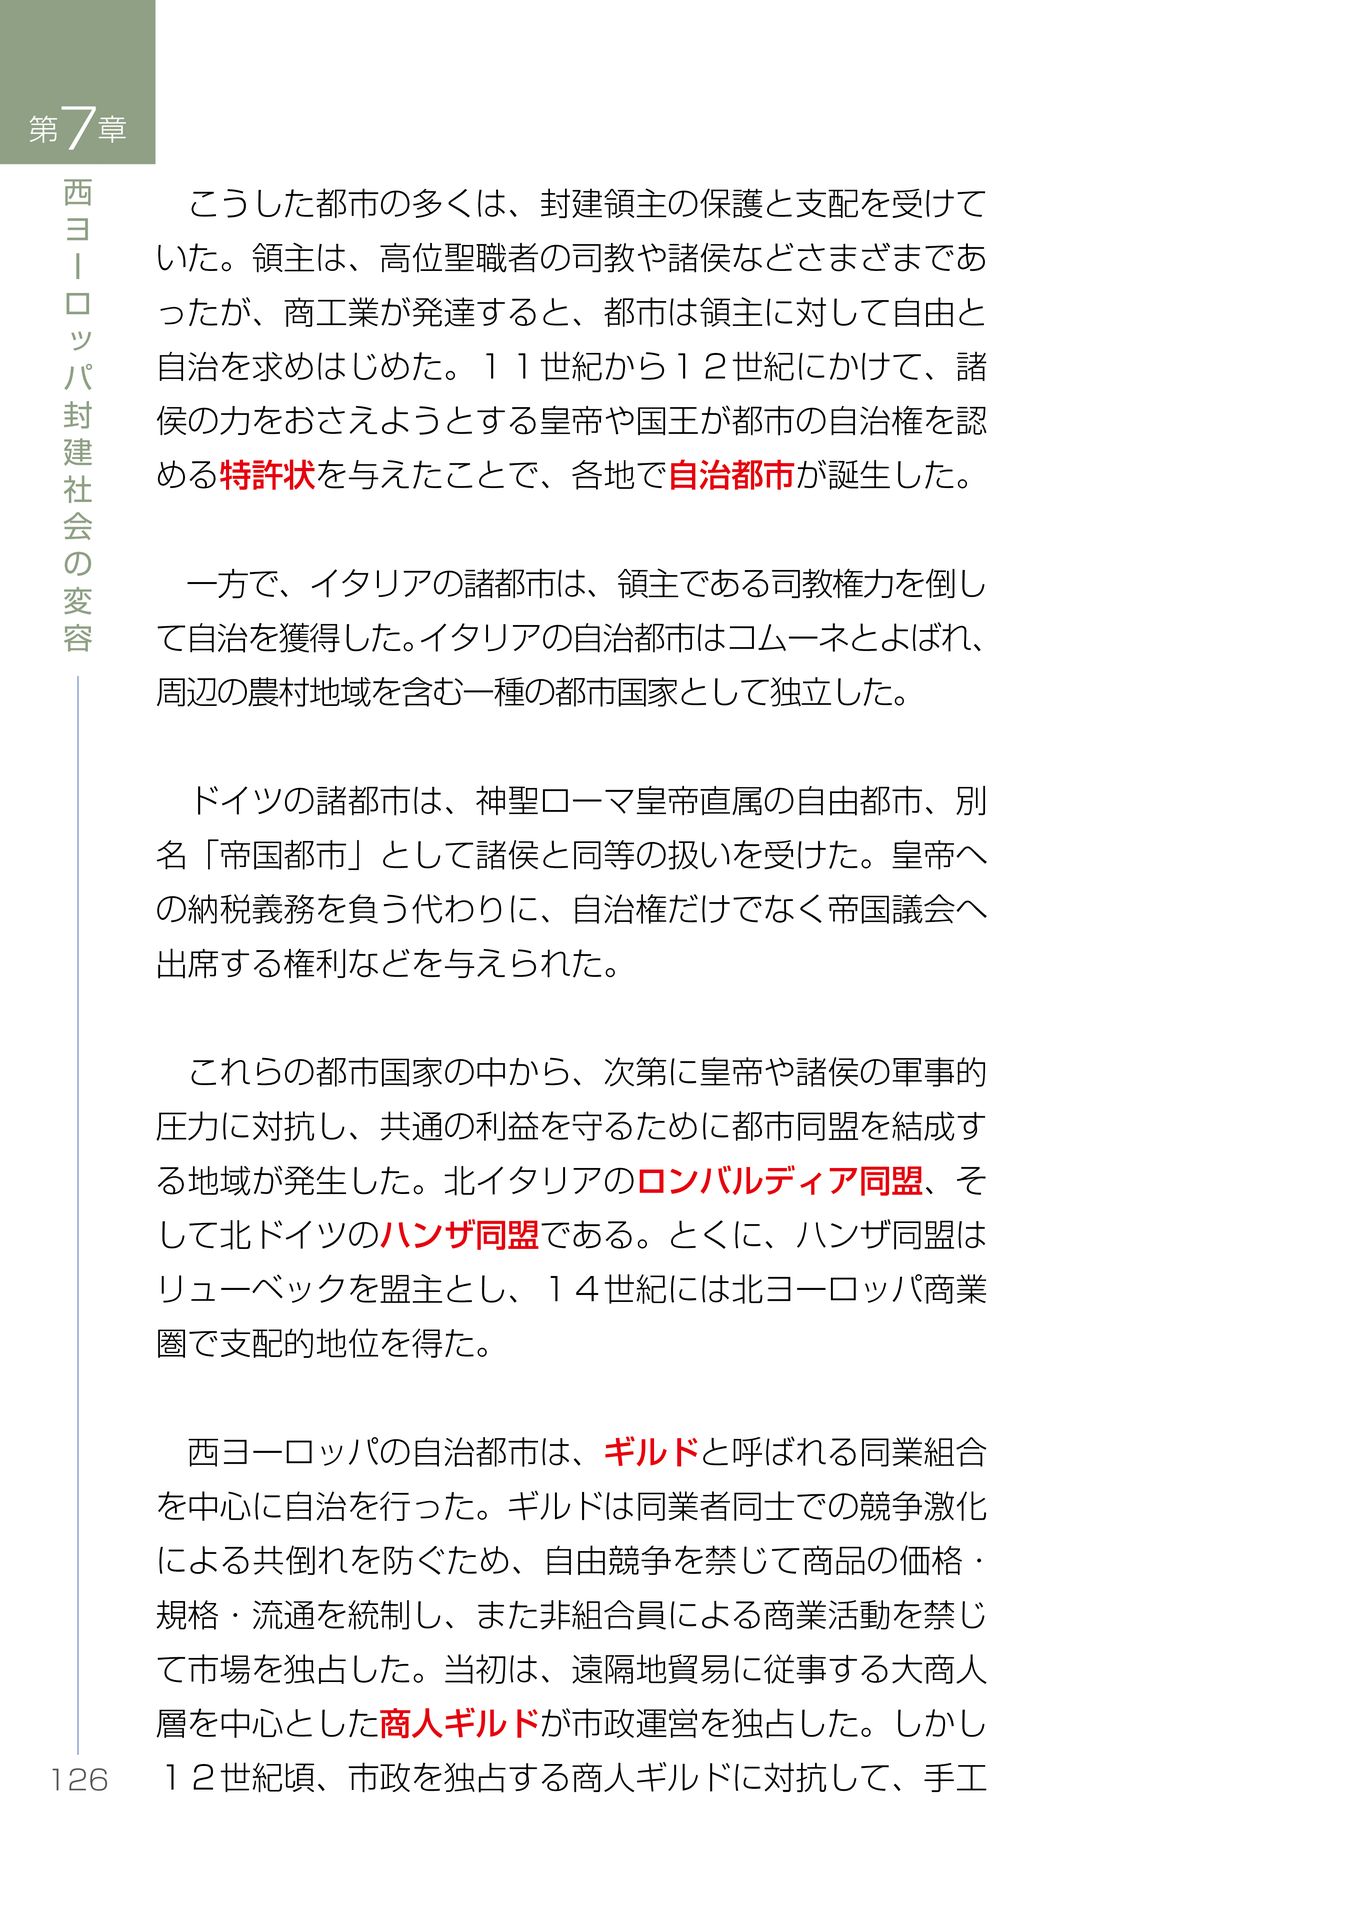 第7章
西ヨーロッパ封建社会の変容
　こうした都市の多くは、封建領主の保護と支配を受けて
いた。領主は、高位聖職者の司教や諸侯などさまざまであ
ったが、商工業が発達すると、都市は領主に対して自由と
自治を求めはじめた。１１世紀から１２世紀にかけて、諸
侯の力をおさえようとする皇帝や国王が都市の自治権を認
める特許状を与えたことで、各地で自治都市が誕生した。
　一方で、イタリアの諸都市は、領主である司教権力を倒し
て自治を獲得した。イタリアの自治都市はコムーネとよばれ、
周辺の農村地域を含む一種の都市国家として独立した。
　ドイツの諸都市は、神聖ローマ皇帝直属の自由都市、別
名「帝国都市」として諸侯と同等の扱いを受けた。皇帝へ
の納税義務を負う代わりに、自治権だけでなく帝国議会へ
出席する権利などを与えられた。
　これらの都市国家の中から、次第に皇帝や諸侯の軍事的
圧力に対抗し、共通の利益を守るために都市同盟を結成す
る地域が発生した。北イタリアのロンバルディア同盟、そ
して北ドイツのハンザ同盟である。とくに、ハンザ同盟は
リューベックを盟主とし、１４世紀には北ヨーロッパ商業
圏で支配的地位を得た。
　西ヨーロッパの自治都市は、ギルドと呼ばれる同業組合
を中心に自治を行った。ギルドは同業者同士での競争激化
による共倒れを防ぐため、自由競争を禁じて商品の価格・
規格・流通を統制し、また非組合員による商業活動を禁じ
て市場を独占した。当初は、遠隔地貿易に従事する大商人
層を中心とした商人ギルドが市政運営を独占した。しかし
１２世紀頃、市政を独占する商人ギルドに対抗して、手工
126